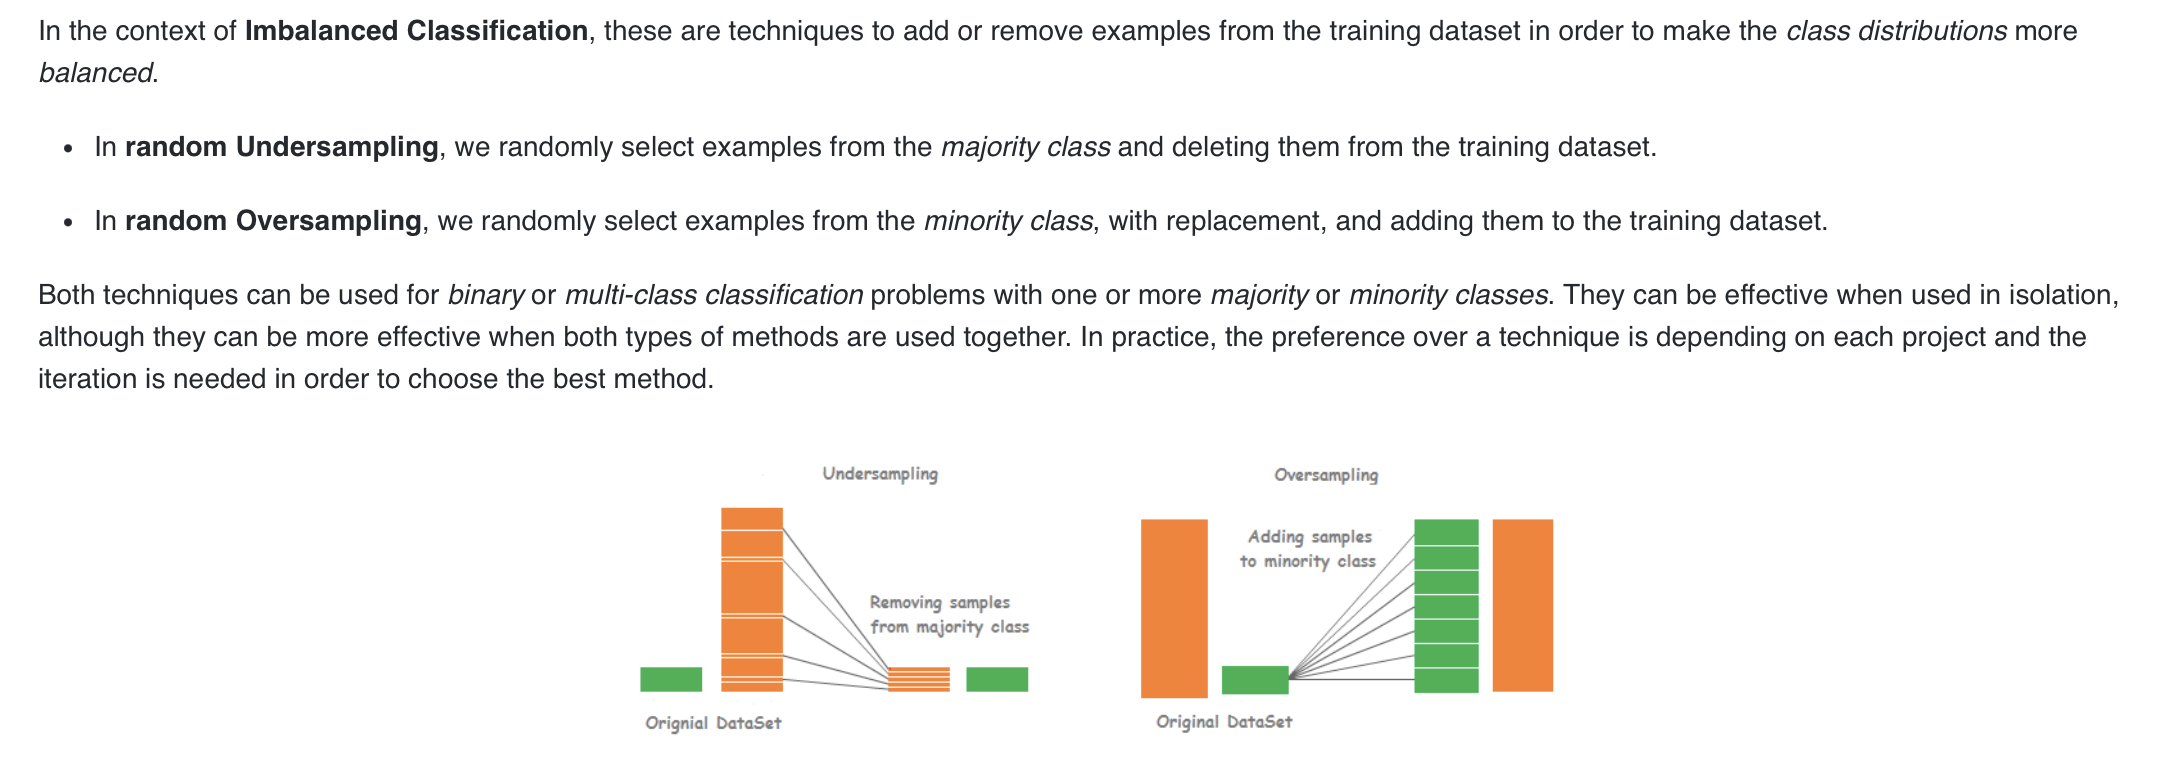 In the context of Imbalanced Classification, these are techniques to add or remove examples from the training dataset in order to make the class distributions more
balanced.
• In random Undersampling, we randomly select examples from the majority class and deleting them from the training dataset.
• In random Oversampling, we randomly select examples from the minority class, with replacement, and adding them to the training dataset.
Both techniques can be used for binary or multi-class classification problems with one or more majority or minority classes. They can be effective when used in isolation,
although they can be more effective when both types of methods are used together. In practice, the preference over a technique is depending on each project and the
iteration is needed in order to choose the best method.
Undersampling
Removing samples
from majority class
Orignial DataSet
Oversampling
Adding samples
to minority class
Original DataSet